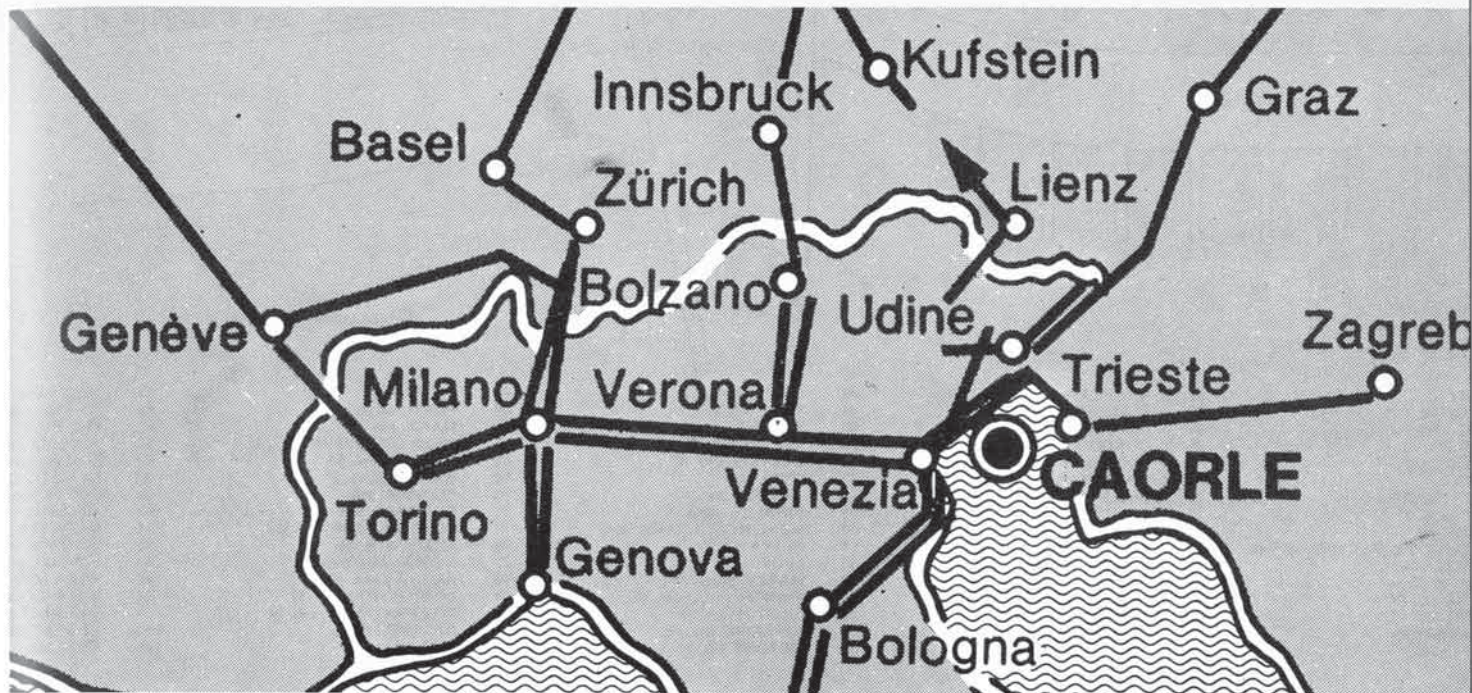 Kufstein
Innsbruck
Graz
Basel
Zürich
Lienz
Bolzano
Udine
Genève
Zagreb
Milano
Verona
Trieste
Venezia
CAORLE
Torino
Genova
Bologna